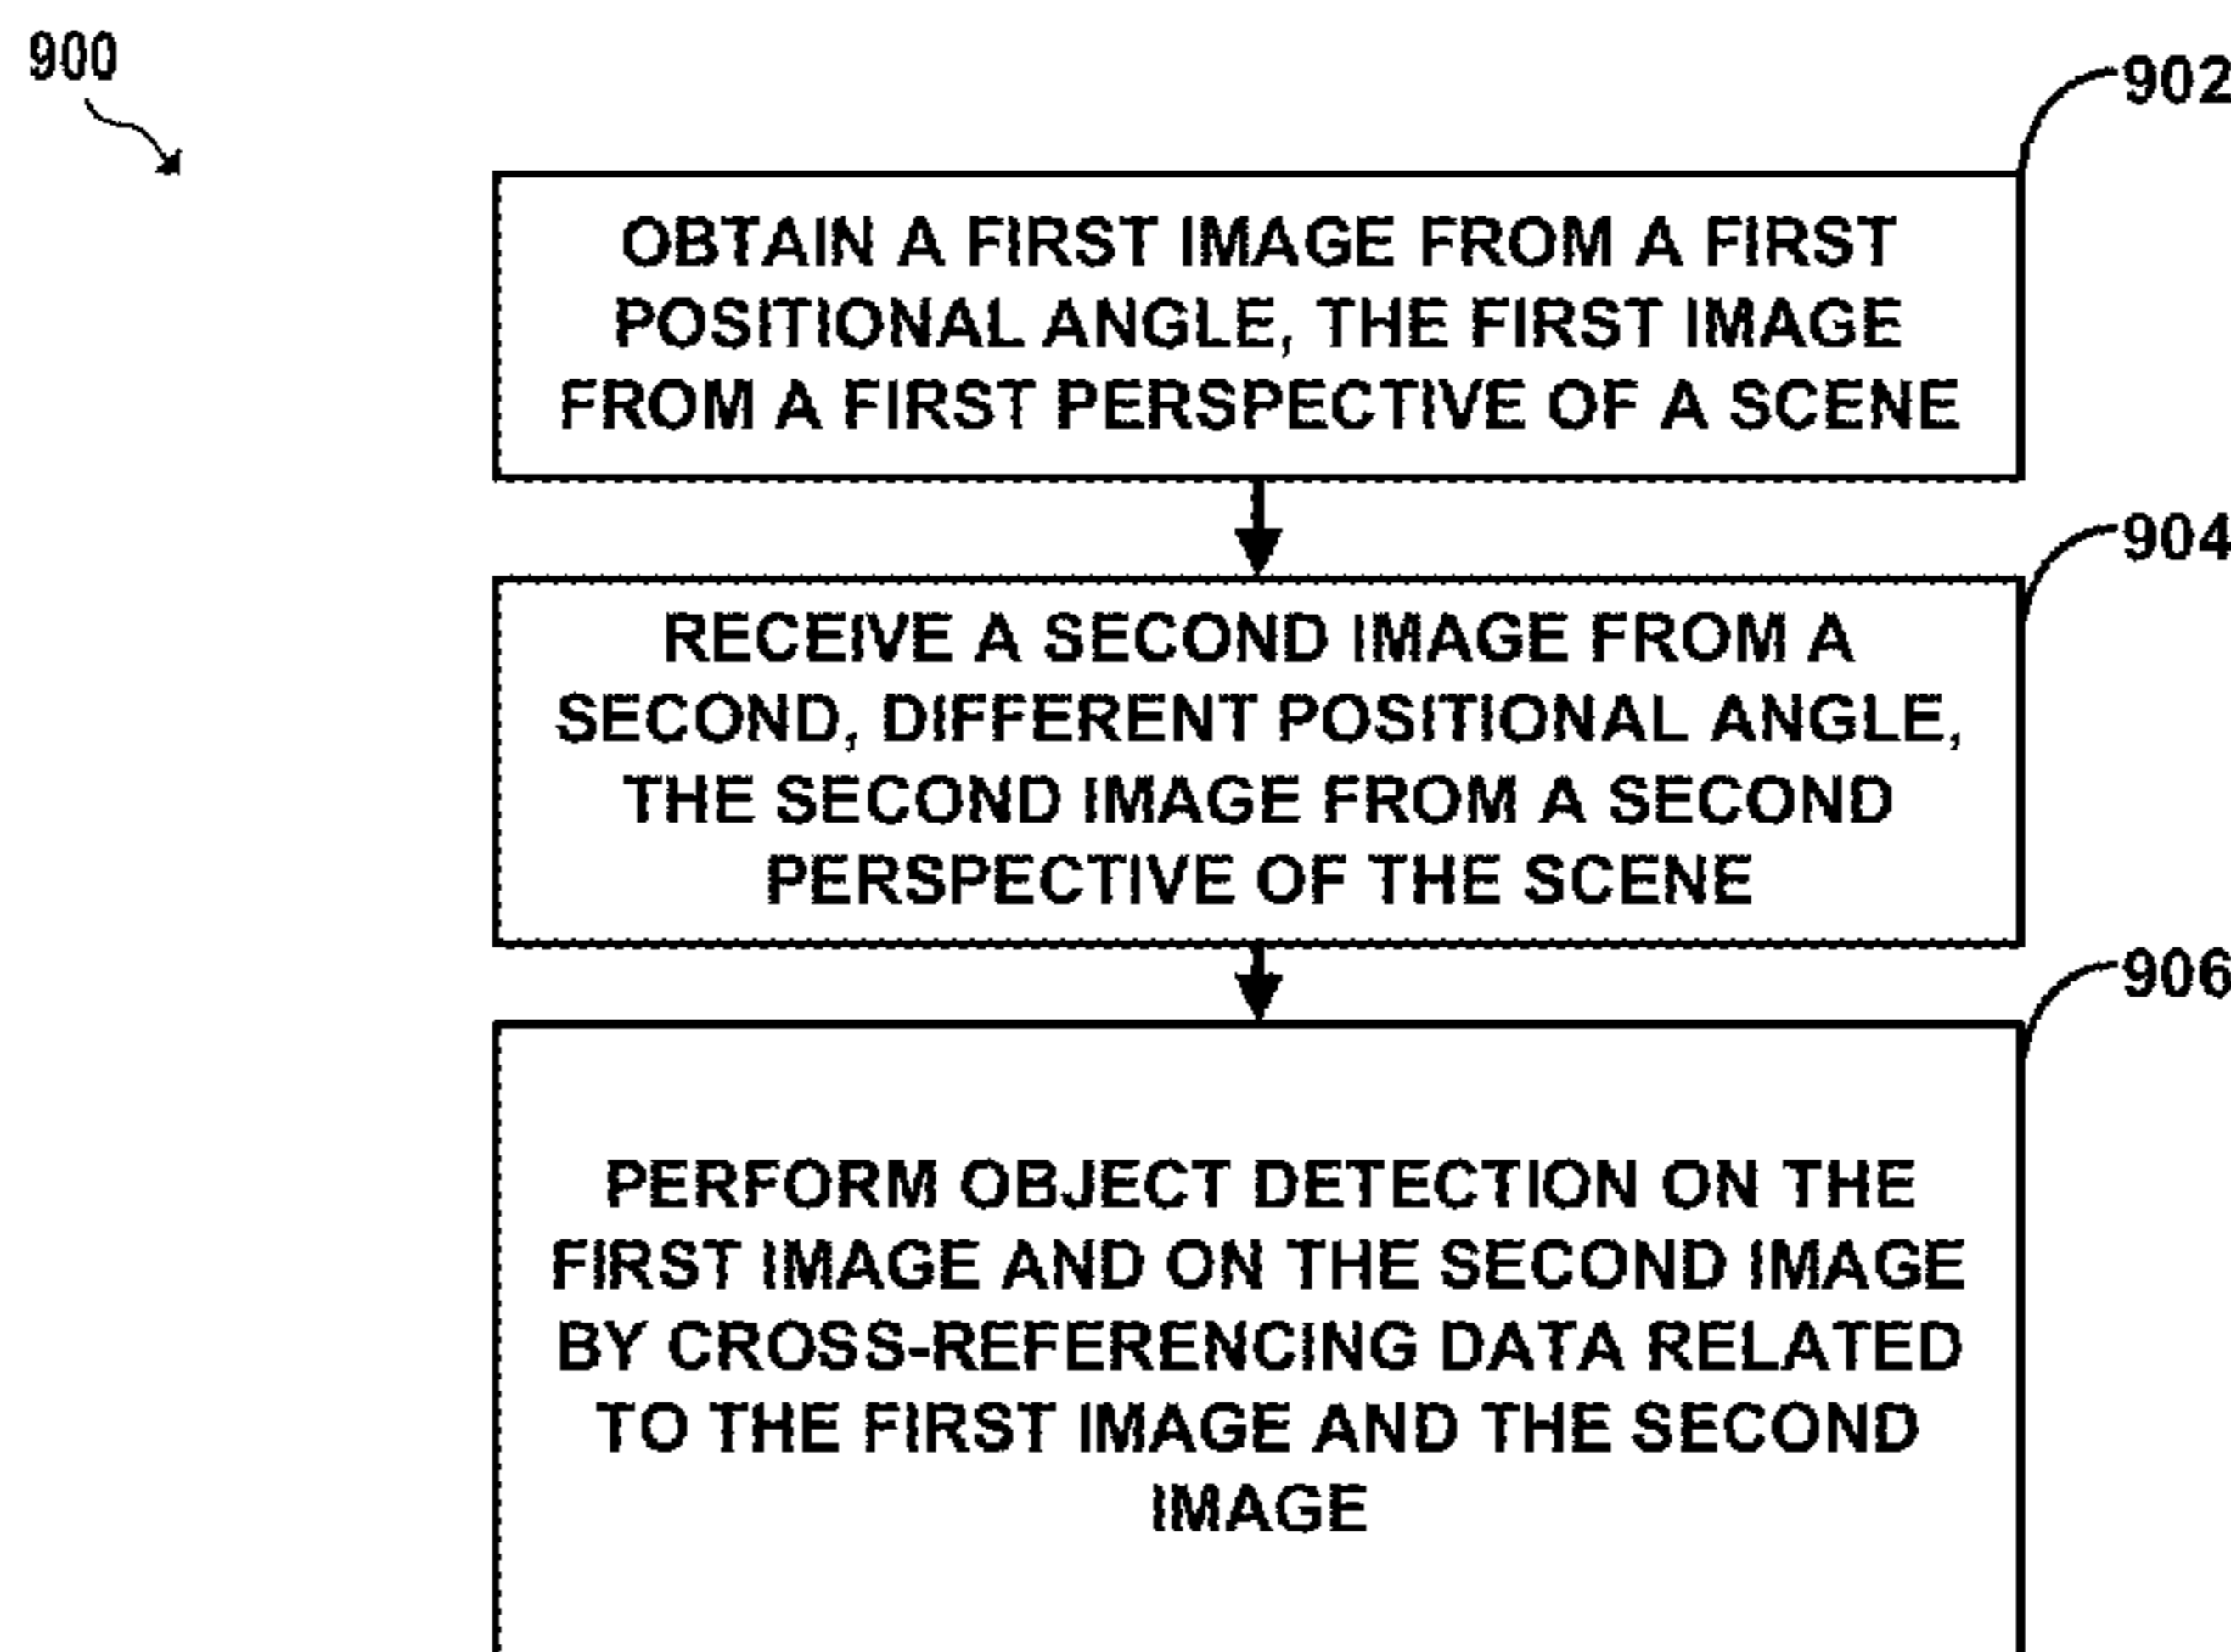 900
902
OBTAIN A FIRST IMAGE FROM A FIRST
POSITIONAL ANGLE, THE FIRST IMAGE
FROM A FIRST PERSPECTIVE OF A SCENE
904
RECEIVE A SECOND IMAGE FROM A
SECOND, DIFFERENT POSITIONAL ANGLE,
THE SECOND IMAGE FROM A SECOND
PERSPECTIVE OF THE SCENE
906
PERFORM OBJECT DETECTION ON THE
FIRST IMAGE AND ON THE SECOND IMAGE
BY CROSS-REFERENCING DATA RELATED
TO THE FIRST IMAGE AND THE SECOND
IMAGE